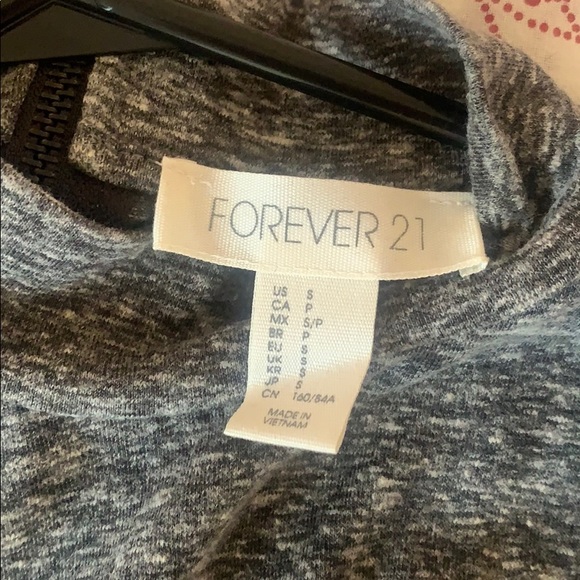 FOREVER 21
US S
CA P
MX S/P
BR P
EU S
UK S
KR S
JP S
CN 160/84A
MADE IN
VIETNAM